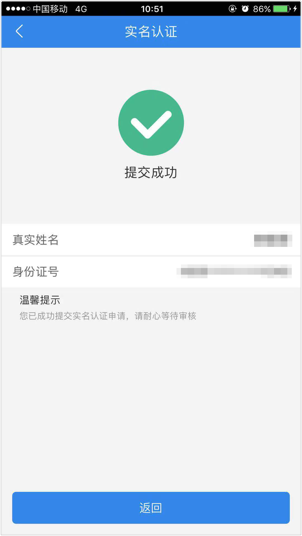 中国移动 4G 10:51 86%
实名认证
提交成功
真实姓名
身份证号
温馨提示
您已成功提交实名认证申请，请耐心等待审核
返回